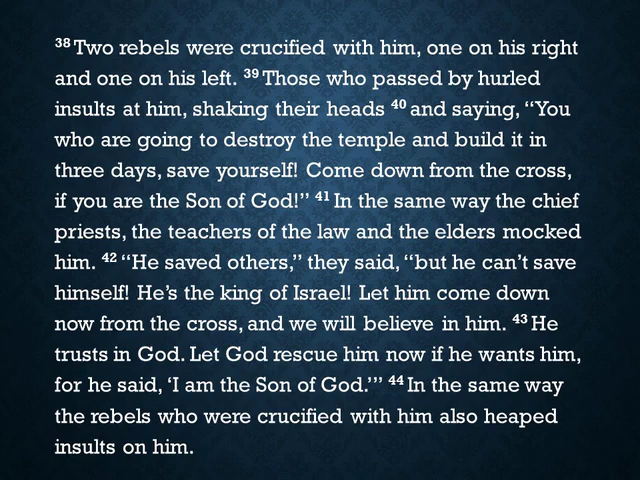 38 Two rebels were crucified with him, one on his right
and one on his left. 39 Those who passed by hurled
insults at him, shaking their heads 40 and saying, “You
who are going to destroy the temple and build it in
three days, save yourself! Come down from the cross,
if you are the Son of God!” 41 In the same way the chief
priests, the teachers of the law and the elders mocked
him. 42 “He saved others,” they said, “but he can’t save
himself! He’s the king of Israel! Let him come down
now from the cross, and we will believe in him. 43 He
trusts in God. Let God rescue him now if he wants him,
for he said, ‘I am the Son of God.’” 44 In the same way
the rebels who were crucified with him also heaped
insults on him.